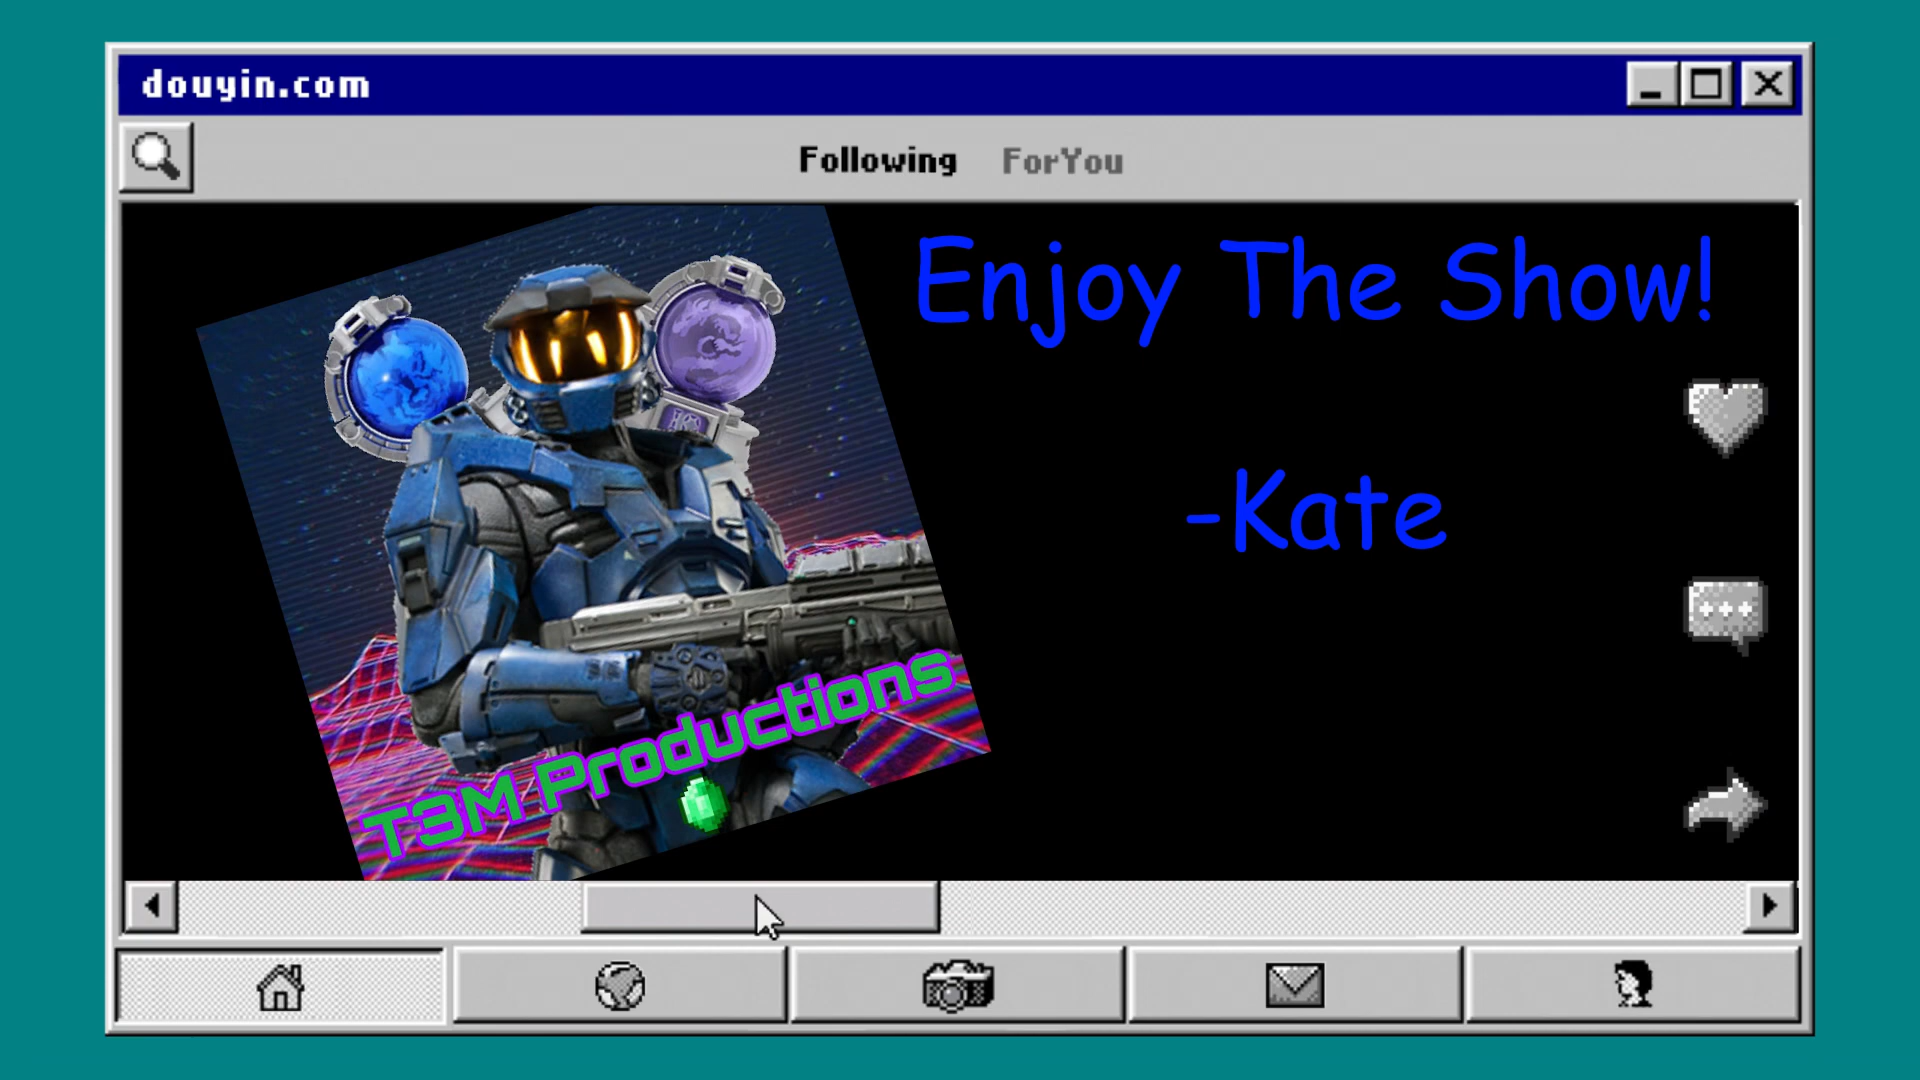 douyin.com
Following ForYou
Enjoy The Show!
-Kate
T3M Productions